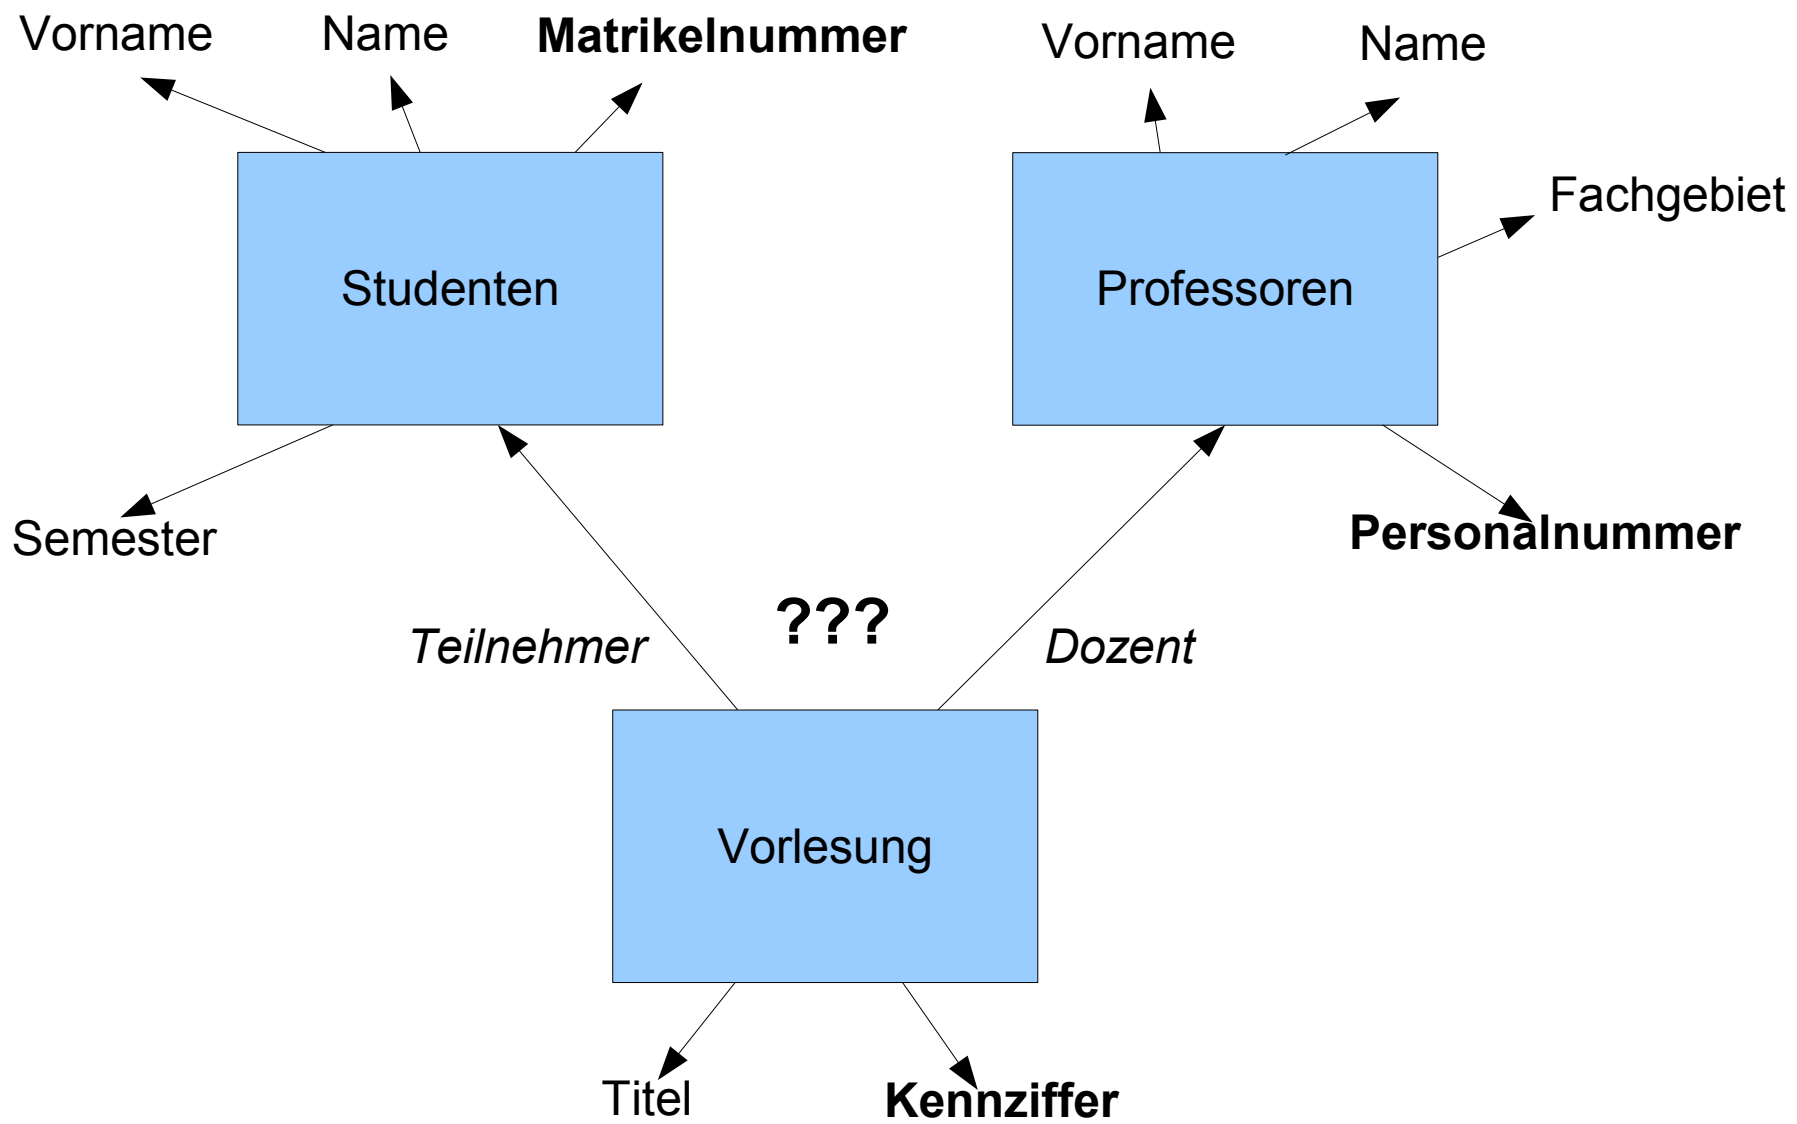 Vorname
Name
Matrikelnummer
Vorname
Name
Fachgebiet
Studenten
Professoren
Semester
Personalnummer
???
Teilnehmer
Dozent
Vorlesung
Titel
Kennziffer